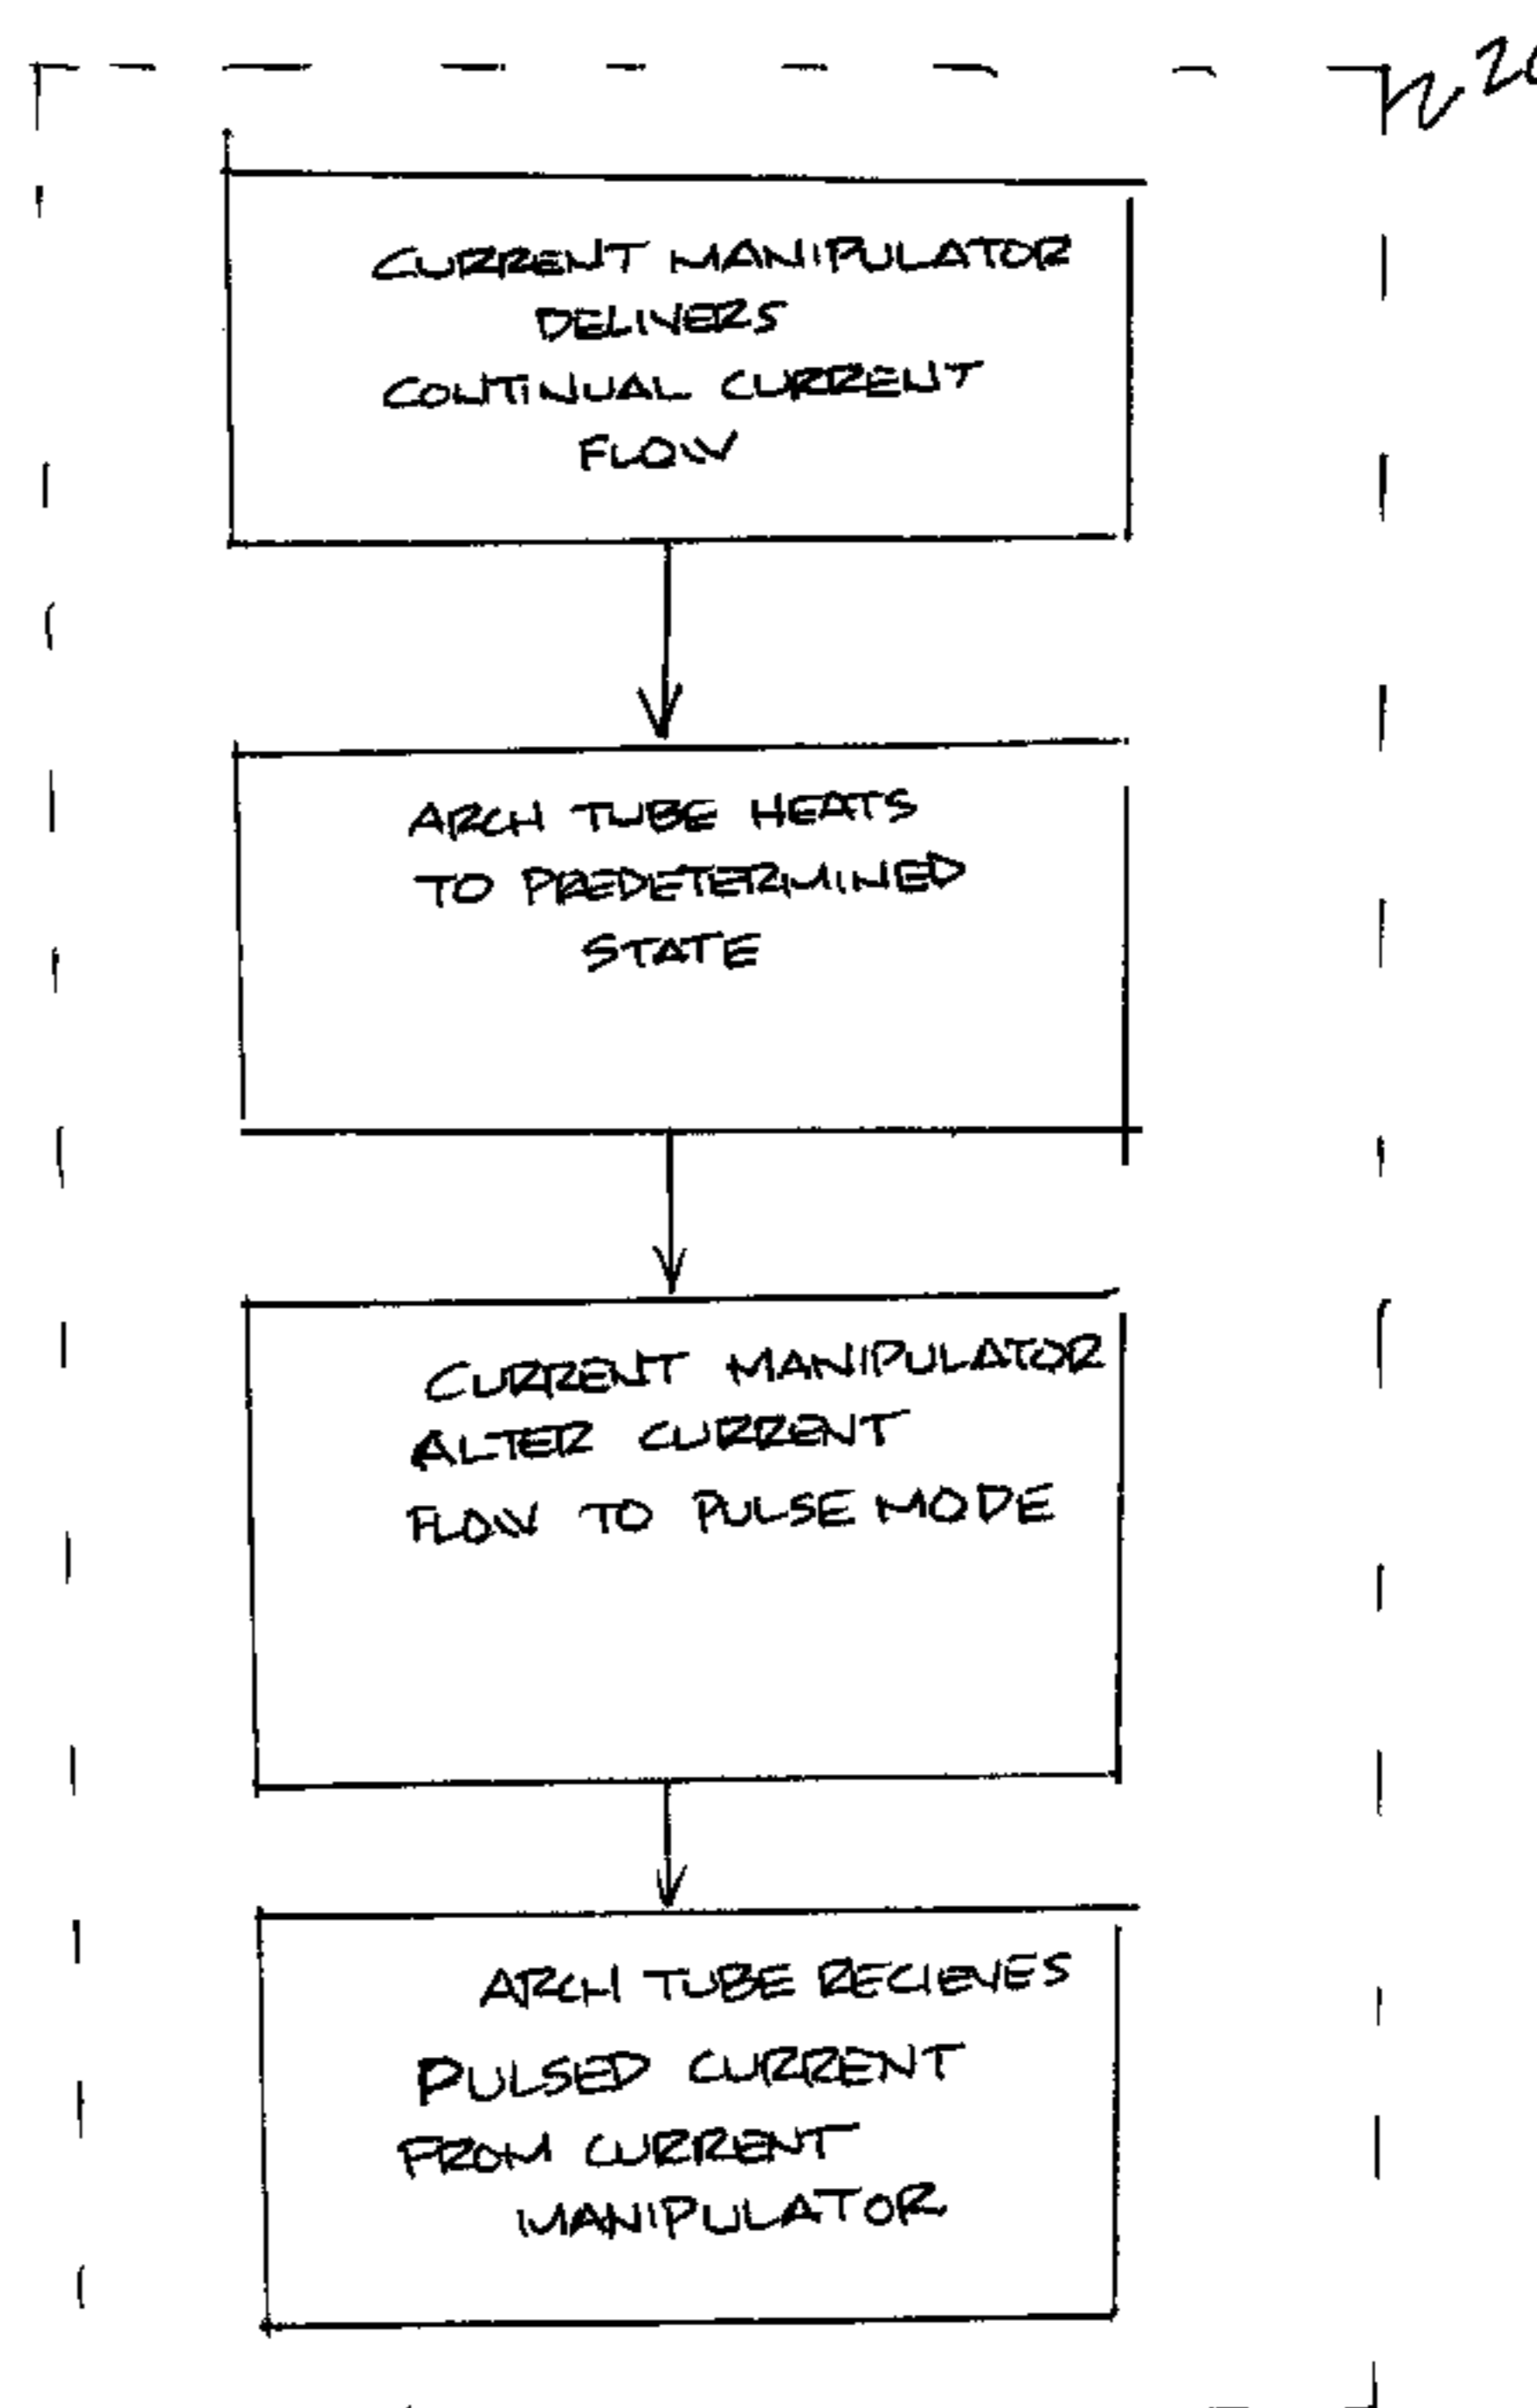 CURRENT MANIPULATOR
DELIVERS
CONTINUAL CURRENT
FLOW
ARCH TUBE HEATS
TO PREDETERMINED
STATE
CURRENT MANIPULATOR
ALTER CURRENT
FLOW TO PULSE MODE
ARCH TUBE RECIEVES
PULSED CURRENT
FROM CURRENT
MANIPULATOR